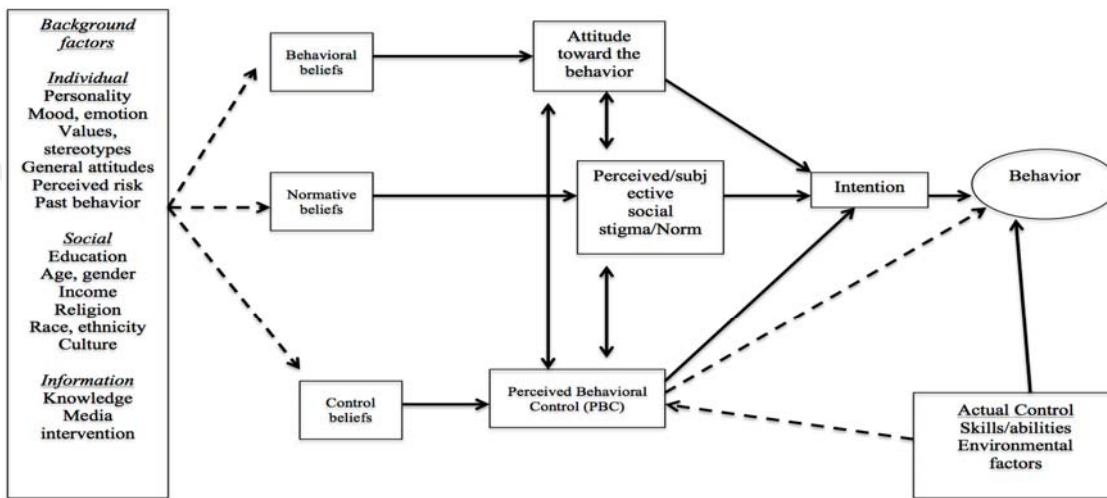 Background
factors
Individual
Personality
Mood, emotion
Values,
stereotypes
General attitudes
Perceived risk
Past behavior
Social
Education
Age, gender
Income
Religion
Race, ethnicity
Culture
Information
Knowledge
Media
intervention
Behavioral
beliefs
Normative
beliefs
Control
beliefs
Attitude
toward the
behavior
Perceived/subj
ective
social
stigma/Norm
Perceived Behavioral
Control (PBC)
Intention
Behavior
Actual Control
Skills/abilities
Environmental
factors